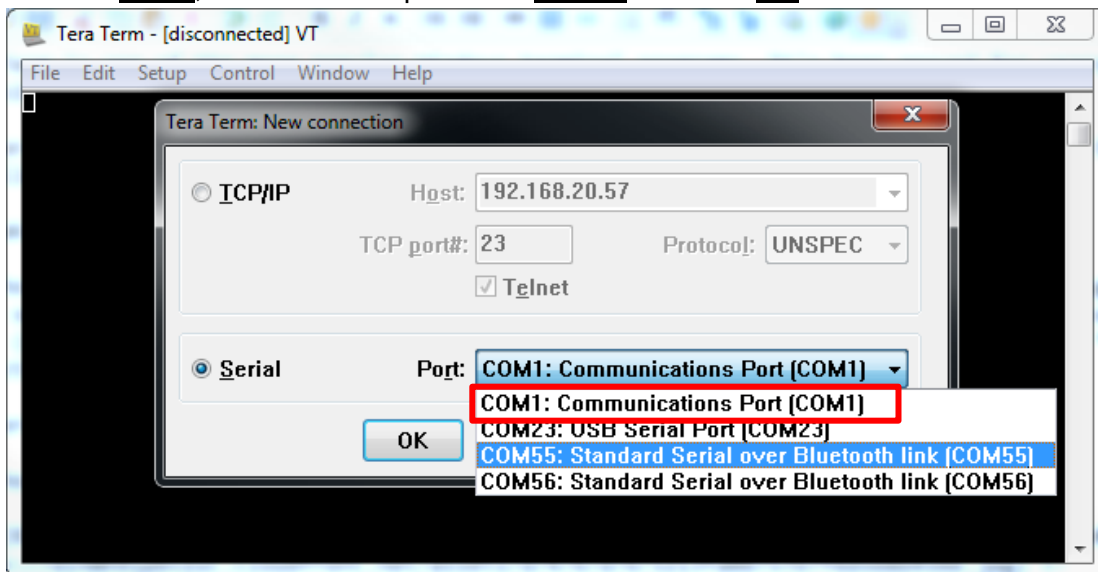 Tera Term - [disconnected] VT
File Edit Setup Control Window Help
Tera Term: New connection
TCP/IP Host: 192.168.20.57
TCP port#: 23 Protocol: UNSPEC
Telnet
Serial Port: COM1: Communications Port (COM1)
COM1: Communications Port (COM1)
OK COM23: USB Serial Port (COM23)
COM55: Standard Serial over Bluetooth link (COM55)
COM56: Standard Serial over Bluetooth link (COM56)